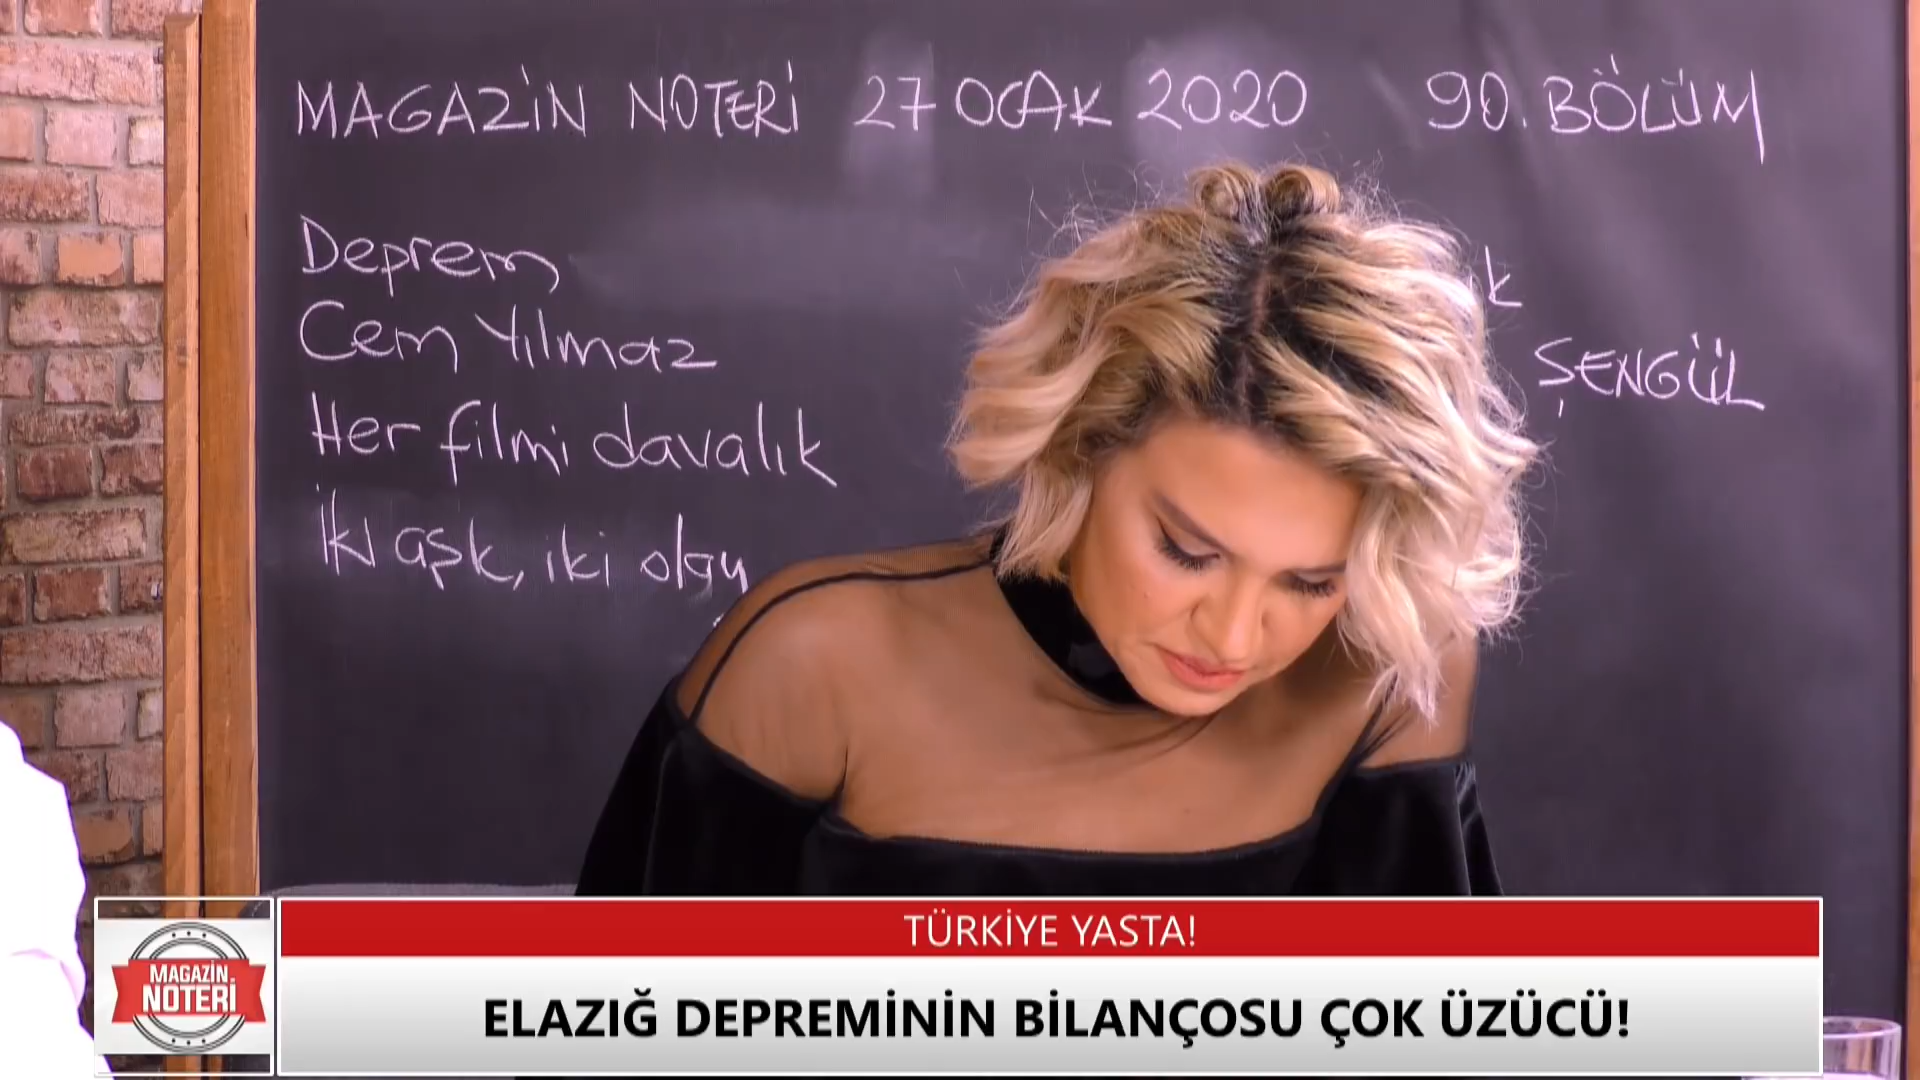 MAGAZİN NOTERİ 27 OCAK 2020 90. BÖLÜM
Deprem
Cem Yılmaz
ŞENGÜL
Her filmi davalık
İki aşk, iki olgu
TÜRKİYE YASTA!
MAGAZİN
NOTERİ
ELAZIĞ DEPREMİNİN BİLANÇOSU ÇOK ÜZÜCÜ!